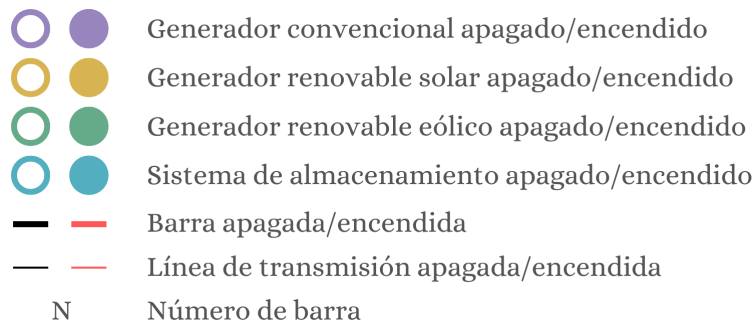 Generador convencional apagado/encendido
Generador renovable solar apagado/encendido
Generador renovable eólico apagado/encendido
Sistema de almacenamiento apagado/encendido
Barra apagada/encendida
Línea de transmisión apagada/encendida
N Número de barra